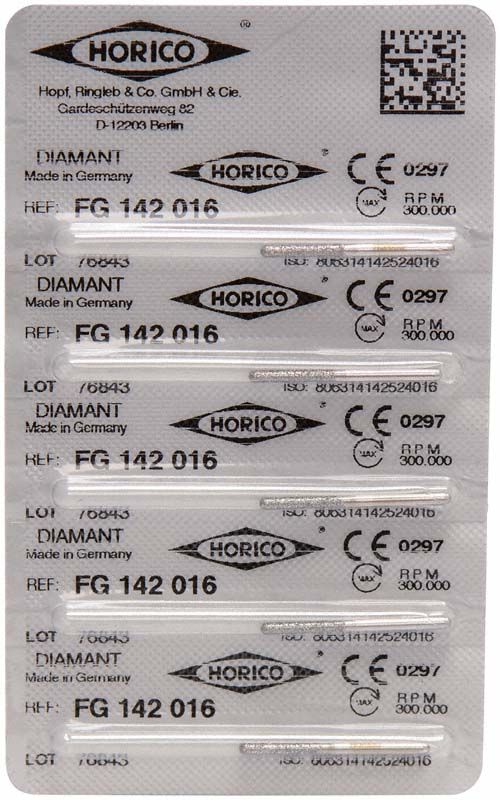 HORICO ®
Hopf, Ringleb & Co. GmbH & Cie.
Gardeschützenweg 82
D-12203 Berlin
DIAMANT
Made in Germany
HORICO ®
CE 0297
REF: FG 142 016
MAX
RPM
300.000
LOT 76843
ISO: 806314142524016
DIAMANT
Made in Germany
HORICO ®
CE 0297
REF: FG 142 016
MAX
RPM
300.000
LOT 76843
ISO: 806314142524016
DIAMANT
Made in Germany
HORICO ®
CE 0297
REF: FG 142 016
MAX
RPM
300.000
LOT 76843
ISO: 806314142524016
DIAMANT
Made in Germany
HORICO ®
CE 0297
REF: FG 142 016
MAX
RPM
300.000
LOT 76843
ISO: 806314142524016
DIAMANT
Made in Germany
HORICO ®
CE 0297
REF: FG 142 016
MAX
RPM
300.000
LOT 76843
ISO: 806314142524016